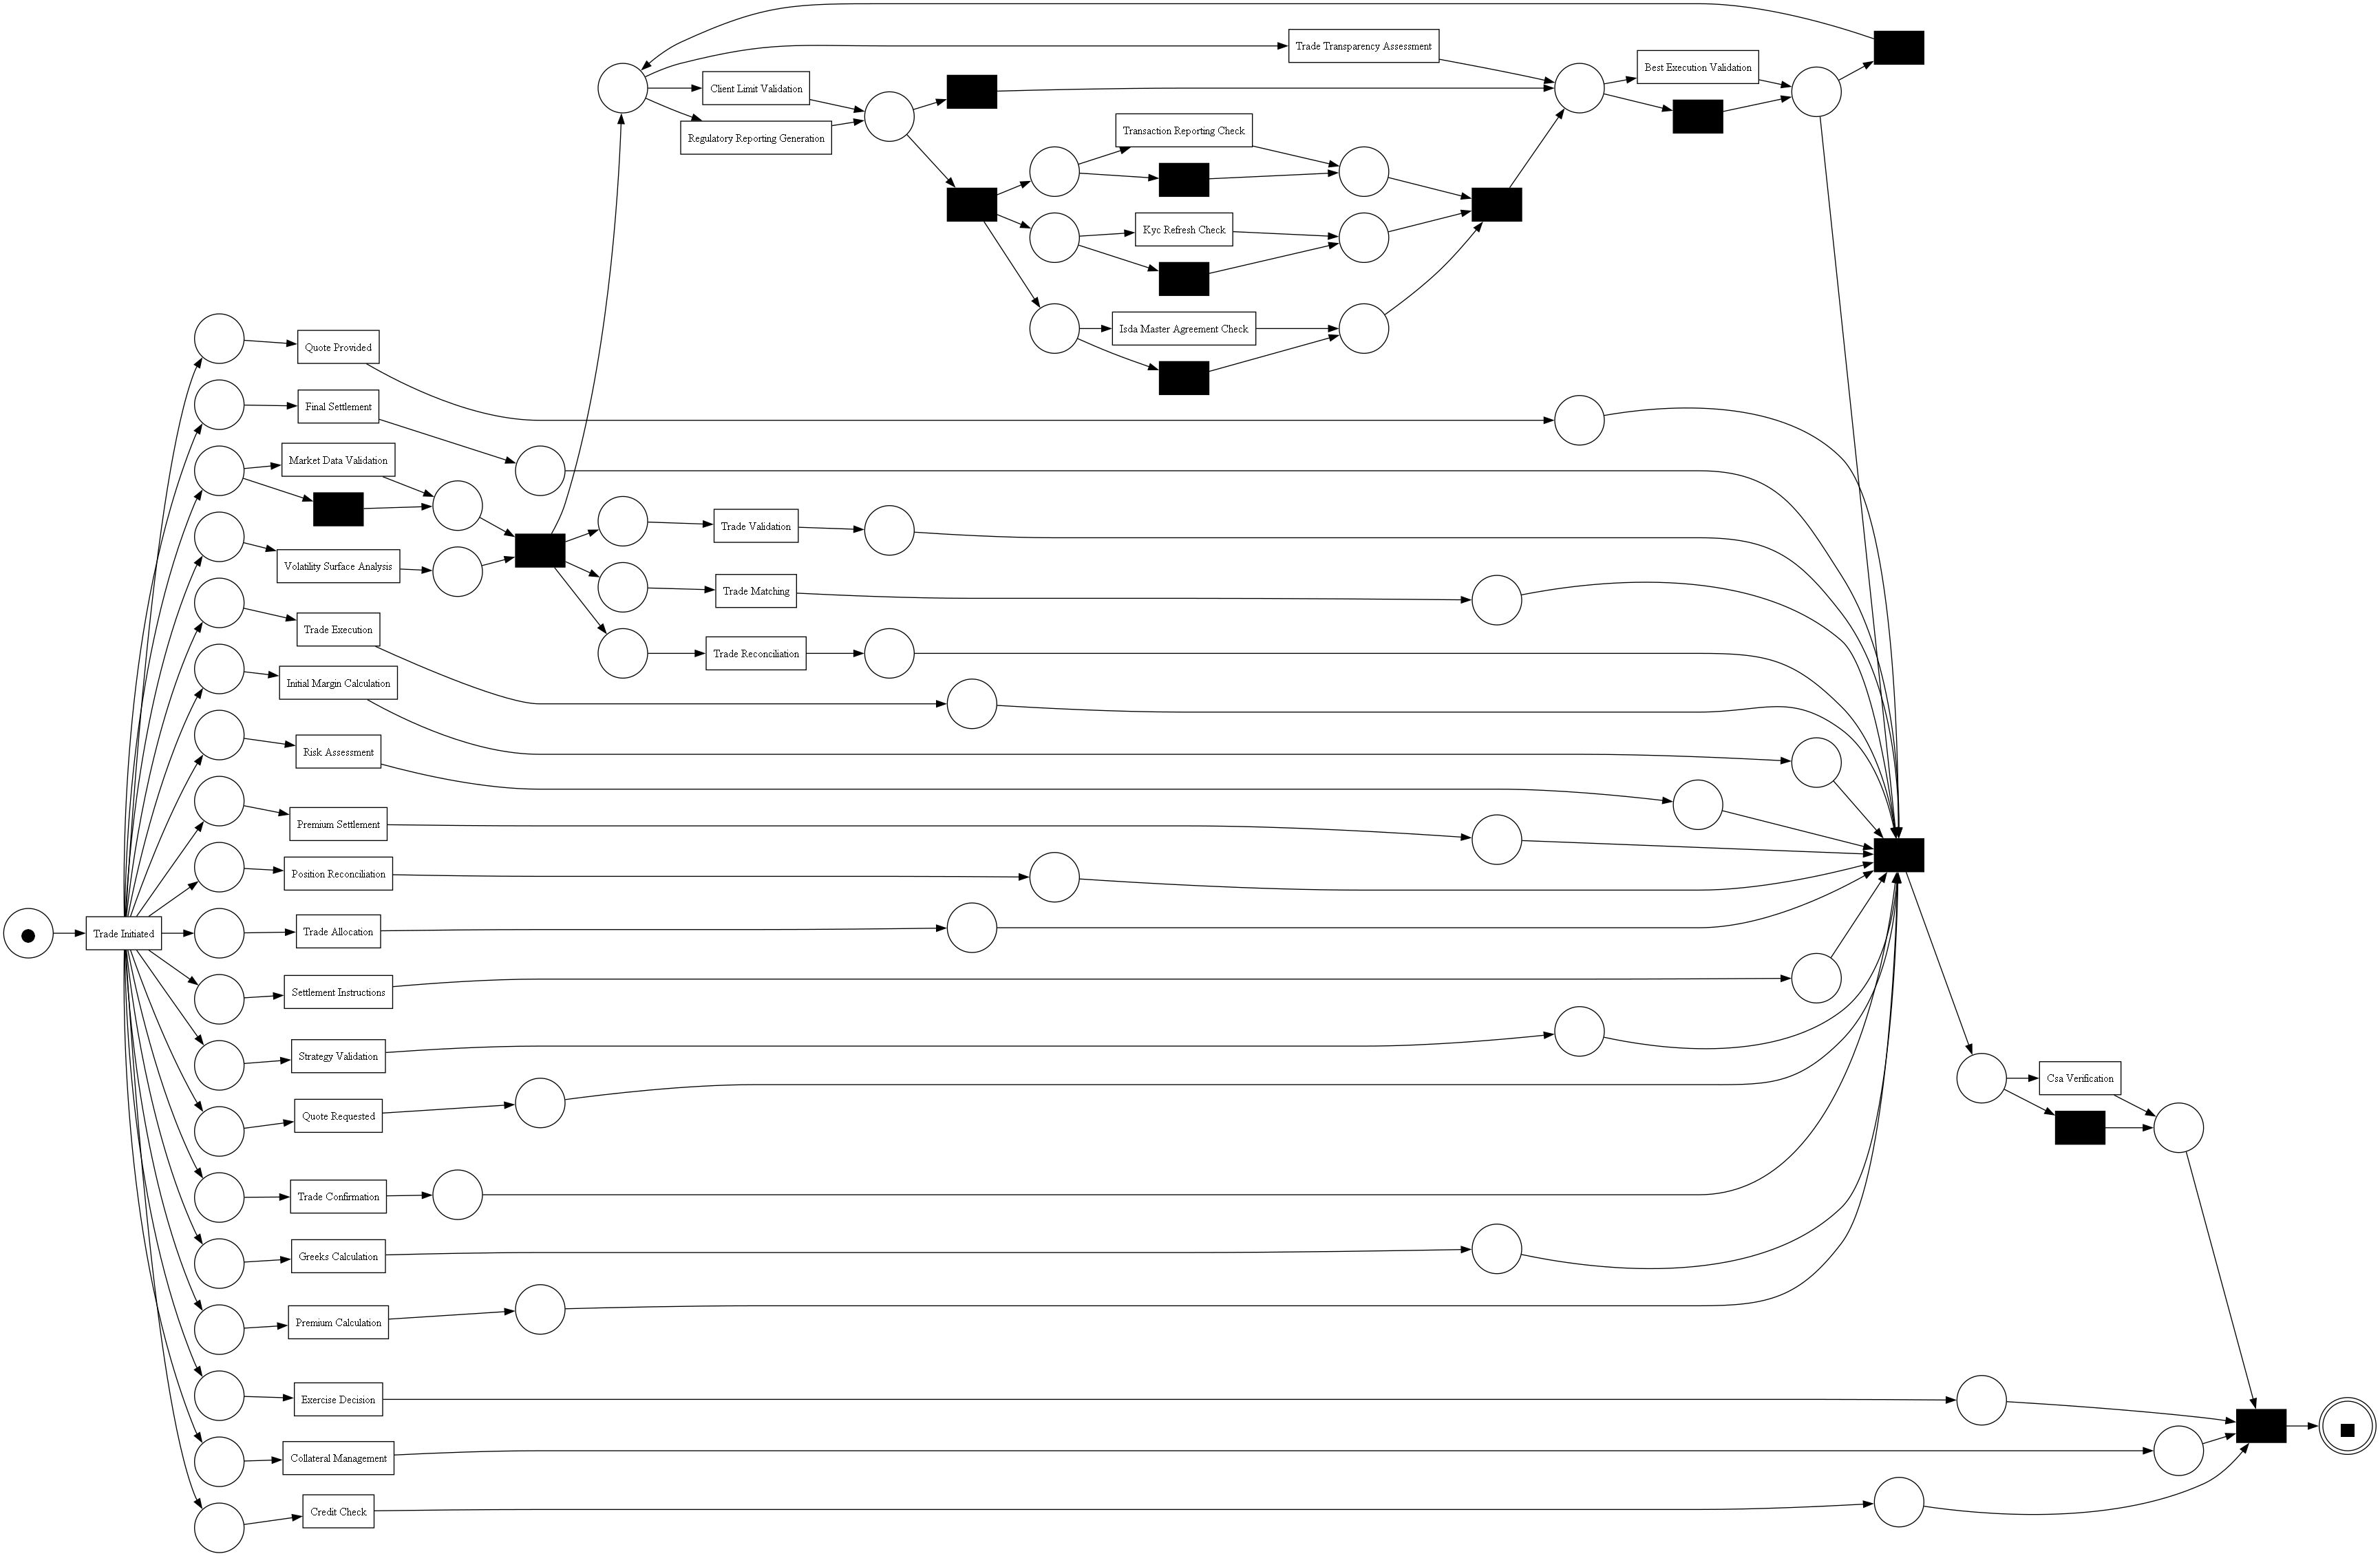 Trade Transparency Assessment
Best Execution Validation
Client Limit Validation
Regulatory Reporting Generation
Transaction Reporting Check
Kyc Refresh Check
Isda Master Agreement Check
Quote Provided
Final Settlement
Market Data Validation
Trade Validation
Volatility Surface Analysis
Trade Matching
Trade Execution
Trade Reconciliation
Initial Margin Calculation
Risk Assessment
Premium Settlement
Position Reconciliation
Trade Initiated
Trade Allocation
Settlement Instructions
Strategy Validation
Csa Verification
Quote Requested
Trade Confirmation
Greeks Calculation
Premium Calculation
Exercise Decision
Collateral Management
Credit Check